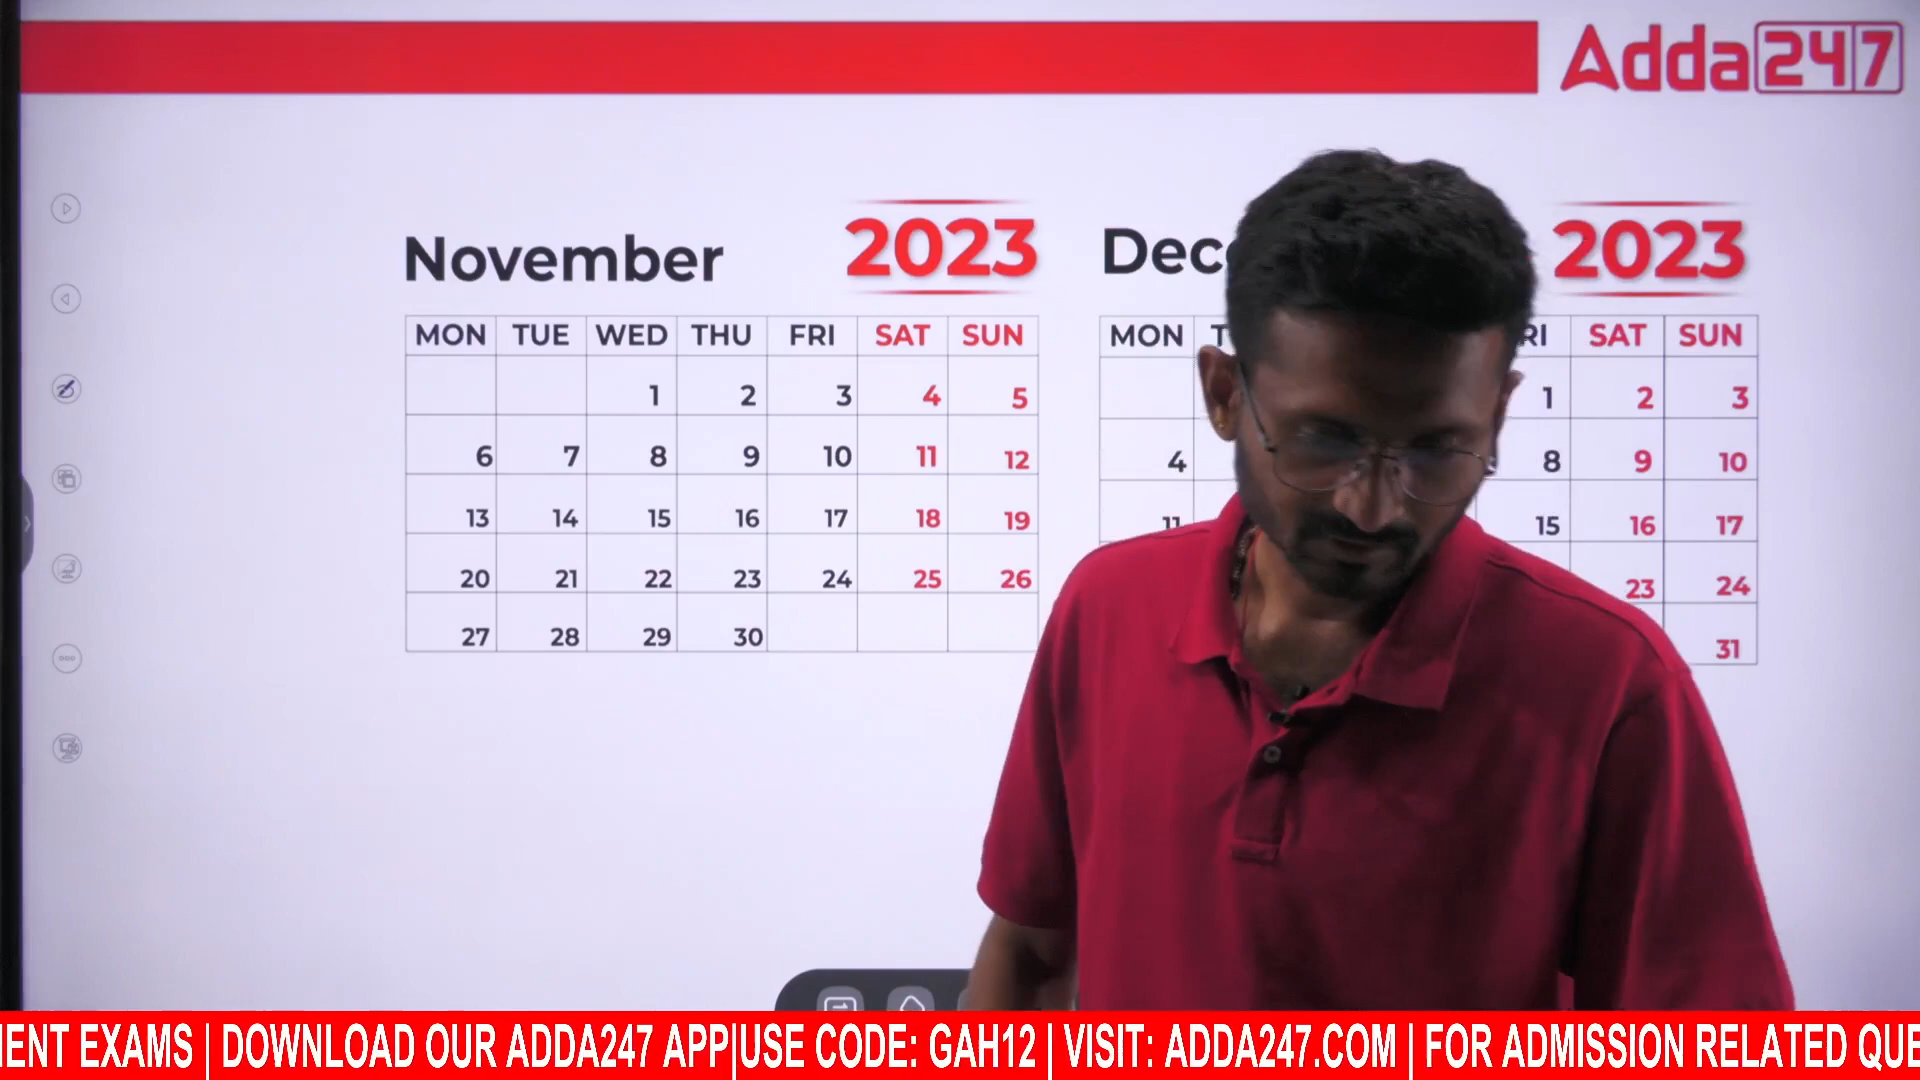 Adda247
November 2023
MON TUE WED THU FRI SAT SUN
1 2 3 4 5
6 7 8 9 10 11 12
13 14 15 16 17 18 19
20 21 22 23 24 25 26
27 28 29 30
2023
MON SAT SUN
1 2 3
4 8 9 10
11 15 16 17
23 24
31
EXAMS | DOWNLOAD OUR ADDA247 APP|USE CODE: GAH12 | VISIT: ADDA247.COM | FOR ADMISSION RELATED